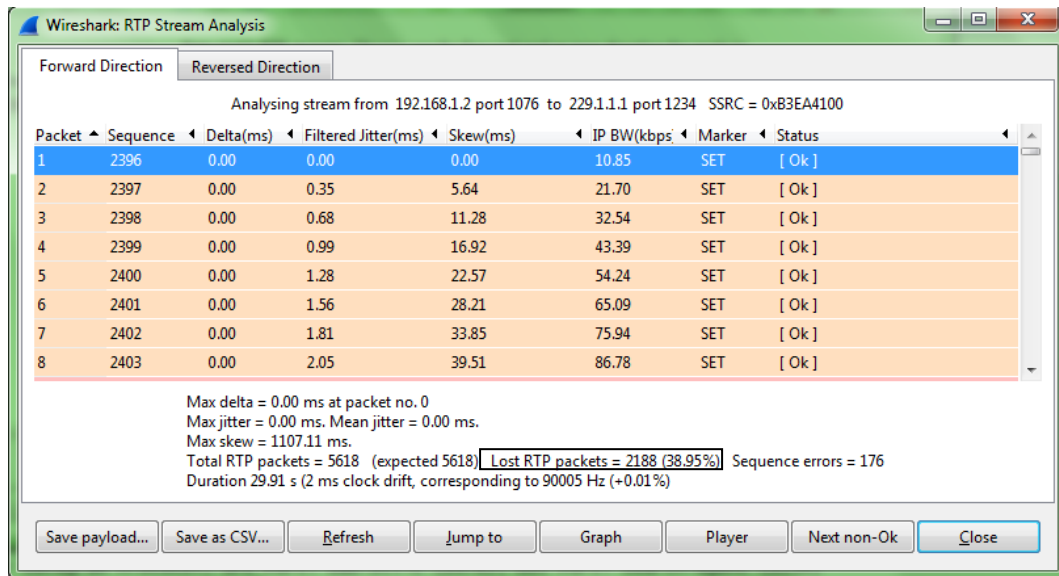 Wireshark: RTP Stream Analysis
Forward Direction Reversed Direction
Analysing stream from 192.168.1.2 port 1076 to 229.1.1.1 port 1234 SSRC = 0xB3EA4100
Packet Sequence Delta(ms) Filtered Jitter(ms) Skew(ms) IP BW(kbps) Marker Status
1 2396 0.00 0.00 0.00 10.85 SET [ Ok ]
2 2397 0.00 0.35 5.64 21.70 SET [ Ok ]
3 2398 0.00 0.68 11.28 32.54 SET [ Ok ]
4 2399 0.00 0.99 16.92 43.39 SET [ Ok ]
5 2400 0.00 1.28 22.57 54.24 SET [ Ok ]
6 2401 0.00 1.56 28.21 65.09 SET [ Ok ]
7 2402 0.00 1.81 33.85 75.94 SET [ Ok ]
8 2403 0.00 2.05 39.51 86.78 SET [ Ok ]
Max delta = 0.00 ms at packet no. 0
Max jitter = 0.00 ms. Mean jitter = 0.00 ms.
Max skew = 1107.11 ms.
Total RTP packets = 5618 (expected 5618) Lost RTP packets = 2188 (38.95%) Sequence errors = 176
Duration 29.91 s (2 ms clock drift, corresponding to 90005 Hz (+0.01%)
Save payload... Save as CSV... Refresh Jump to Graph Player Next non-Ok Close